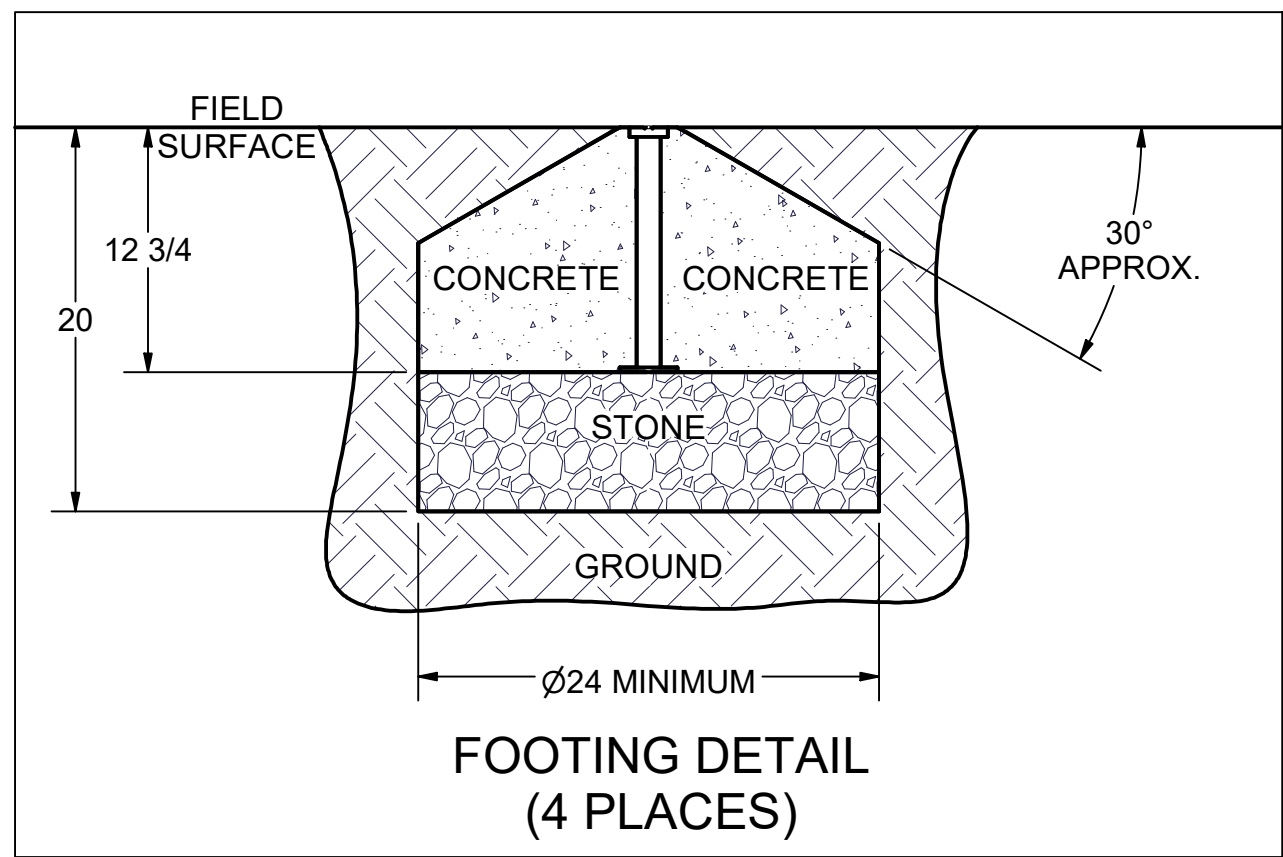 FIELD
SURFACE
12 3/4
20
30°
APPROX.
CONCRETE CONCRETE
STONE
GROUND
Ø24 MINIMUM
FOOTING DETAIL
(4 PLACES)